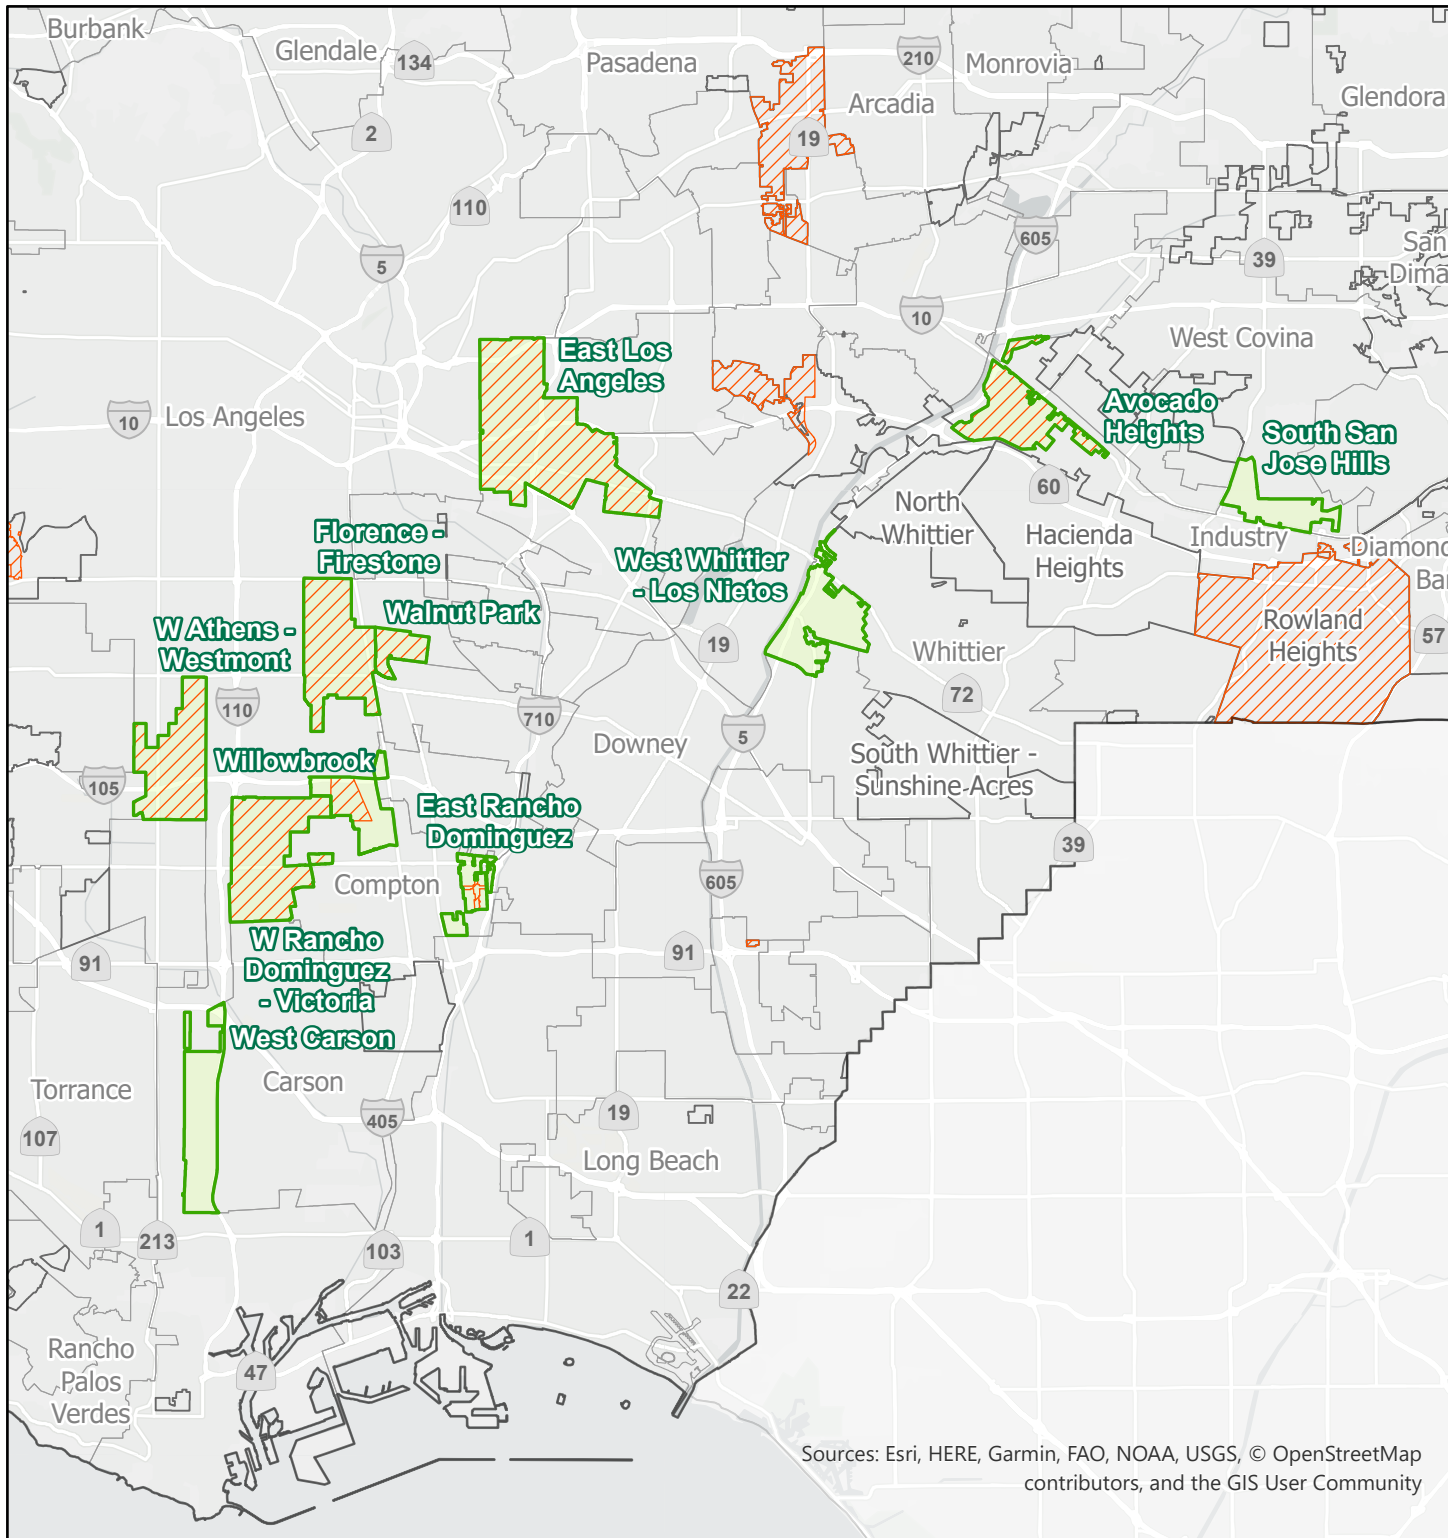 Burbank
Glendale
134
Pasadena
210
Monrovia
Glendora
Arcadia
2
19
110
605
San
Dima
39
5
10
West Covina
East Los
Angeles
Avocado
Heights
South San
Jose Hills
10
Los Angeles
60
North
Whittier
Hacienda
Heights
Industry
Diamond
Bar
Florence -
Firestone
West Whittier
- Los Nietos
Walnut Park
W Athens -
Westmont
19
Whittier
Rowland
Heights
57
72
110
710
5
Downey
South Whittier -
Sunshine Acres
Willowbrook
105
East Rancho
Dominguez
39
Compton
605
W Rancho
Dominguez
- Victoria
91
91
West Carson
Carson
Torrance
405
19
107
Long Beach
1
213
103
1
22
Rancho
Palos
Verdes
47
Sources: Esri, HERE, Garmin, FAO, NOAA, USGS, © OpenStreetMap
contributors, and the GIS User Community